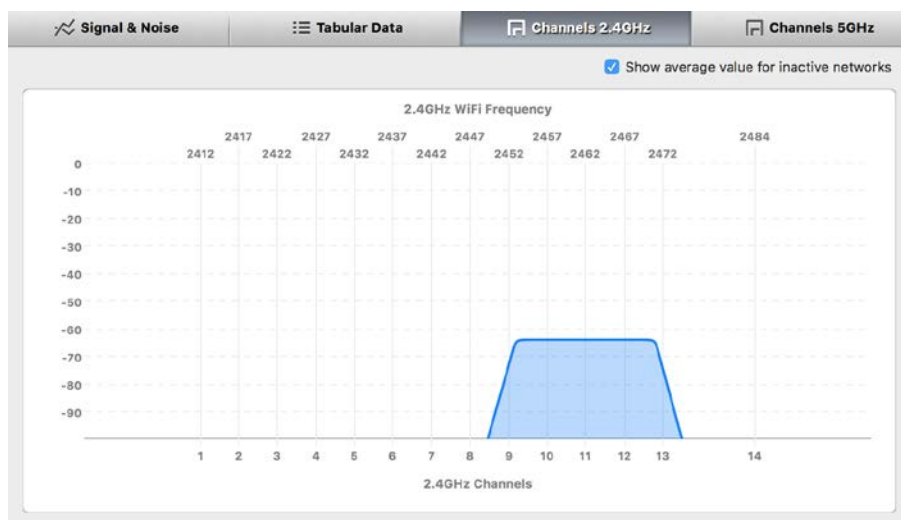 Signal & Noise Tabular Data Channels 2.4GHz Channels 5GHz
Show average value for inactive networks
2.4GHz WiFi Frequency
2417 2427 2437 2447 2457 2467 2484
2412 2422 2432 2442 2452 2462 2472
0
-10
-20
-30
-40
-50
-60
-70
-80
-90
1 2 3 4 5 6 7 8 9 10 11 12 13 14
2.4GHz Channels